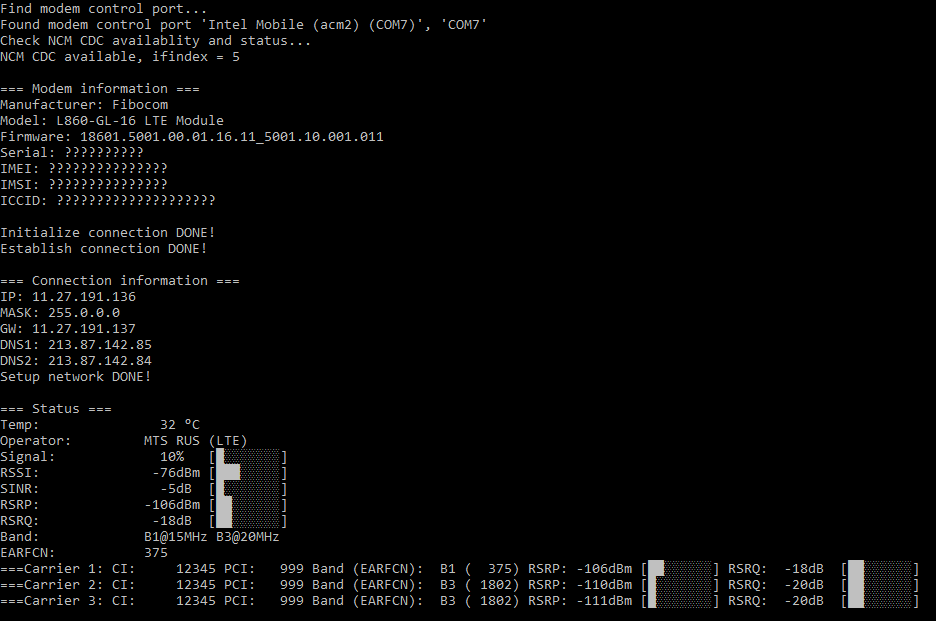 Find modem control port...
Found modem control port 'Intel Mobile (acm2) (COM7)', 'COM7'
Check NCM CDC availablity and status...
NCM CDC available, ifindex = 5
=== Modem information ===
Manufacturer: Fibocom
Model: L860-GL-16 LTE Module
Firmware: 18601.5001.00.01.16.11_5001.10.001.011
Serial: ??????????
IMEI: ???????????????
IMSI: ???????????????
ICCID: ????????????????????
Initialize connection DONE!
Establish connection DONE!
=== Connection information ===
IP: 11.27.191.136
MASK: 255.0.0.0
GW: 11.27.191.137
DNS1: 213.87.142.85
DNS2: 213.87.142.84
Setup network DONE!
=== Status ===
Temp: 32 °C
Operator: MTS RUS (LTE)
Signal: 10% [█░░░░░░░]
RSSI: -76dBm [███░░░░░]
SINR: -5dB [█░░░░░░░]
RSRP: -106dBm [██░░░░░░]
RSRQ: -18dB [██░░░░░░]
Band: B1@15MHz B3@20MHz
EARFCN: 375
===Carrier 1: CI: 12345 PCI: 999 Band (EARFCN): B1 ( 375) RSRP: -106dBm [██░░░░░░] RSRQ: -18dB [██░░░░░░]
===Carrier 2: CI: 12345 PCI: 999 Band (EARFCN): B3 ( 1802) RSRP: -110dBm [█░░░░░░░] RSRQ: -20dB [██░░░░░░]
===Carrier 3: CI: 12345 PCI: 999 Band (EARFCN): B3 ( 1802) RSRP: -111dBm [█░░░░░░░] RSRQ: -20dB [██░░░░░░]